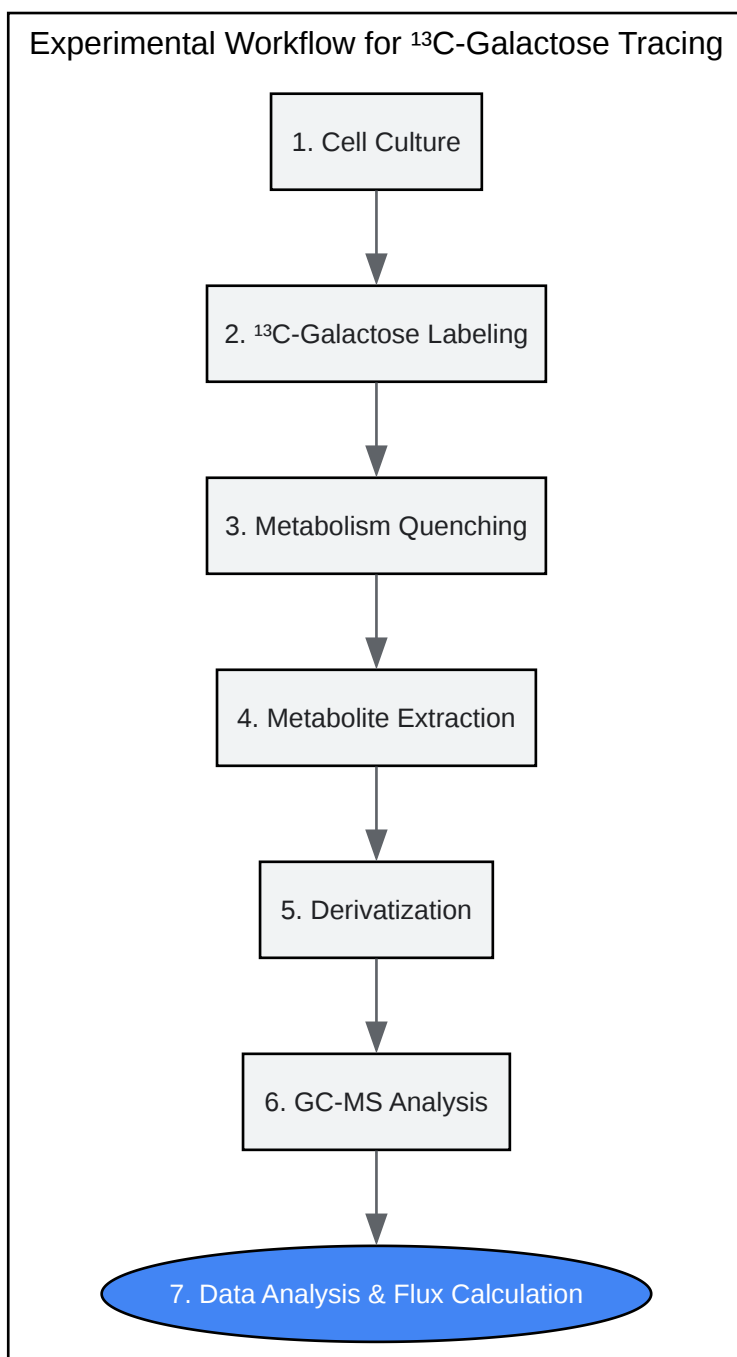 Experimental Workflow for ¹³C-Galactose Tracing
1. Cell Culture
2. ¹³C-Galactose Labeling
3. Metabolism Quenching
4. Metabolite Extraction
5. Derivatization
6. GC-MS Analysis
7. Data Analysis & Flux Calculation